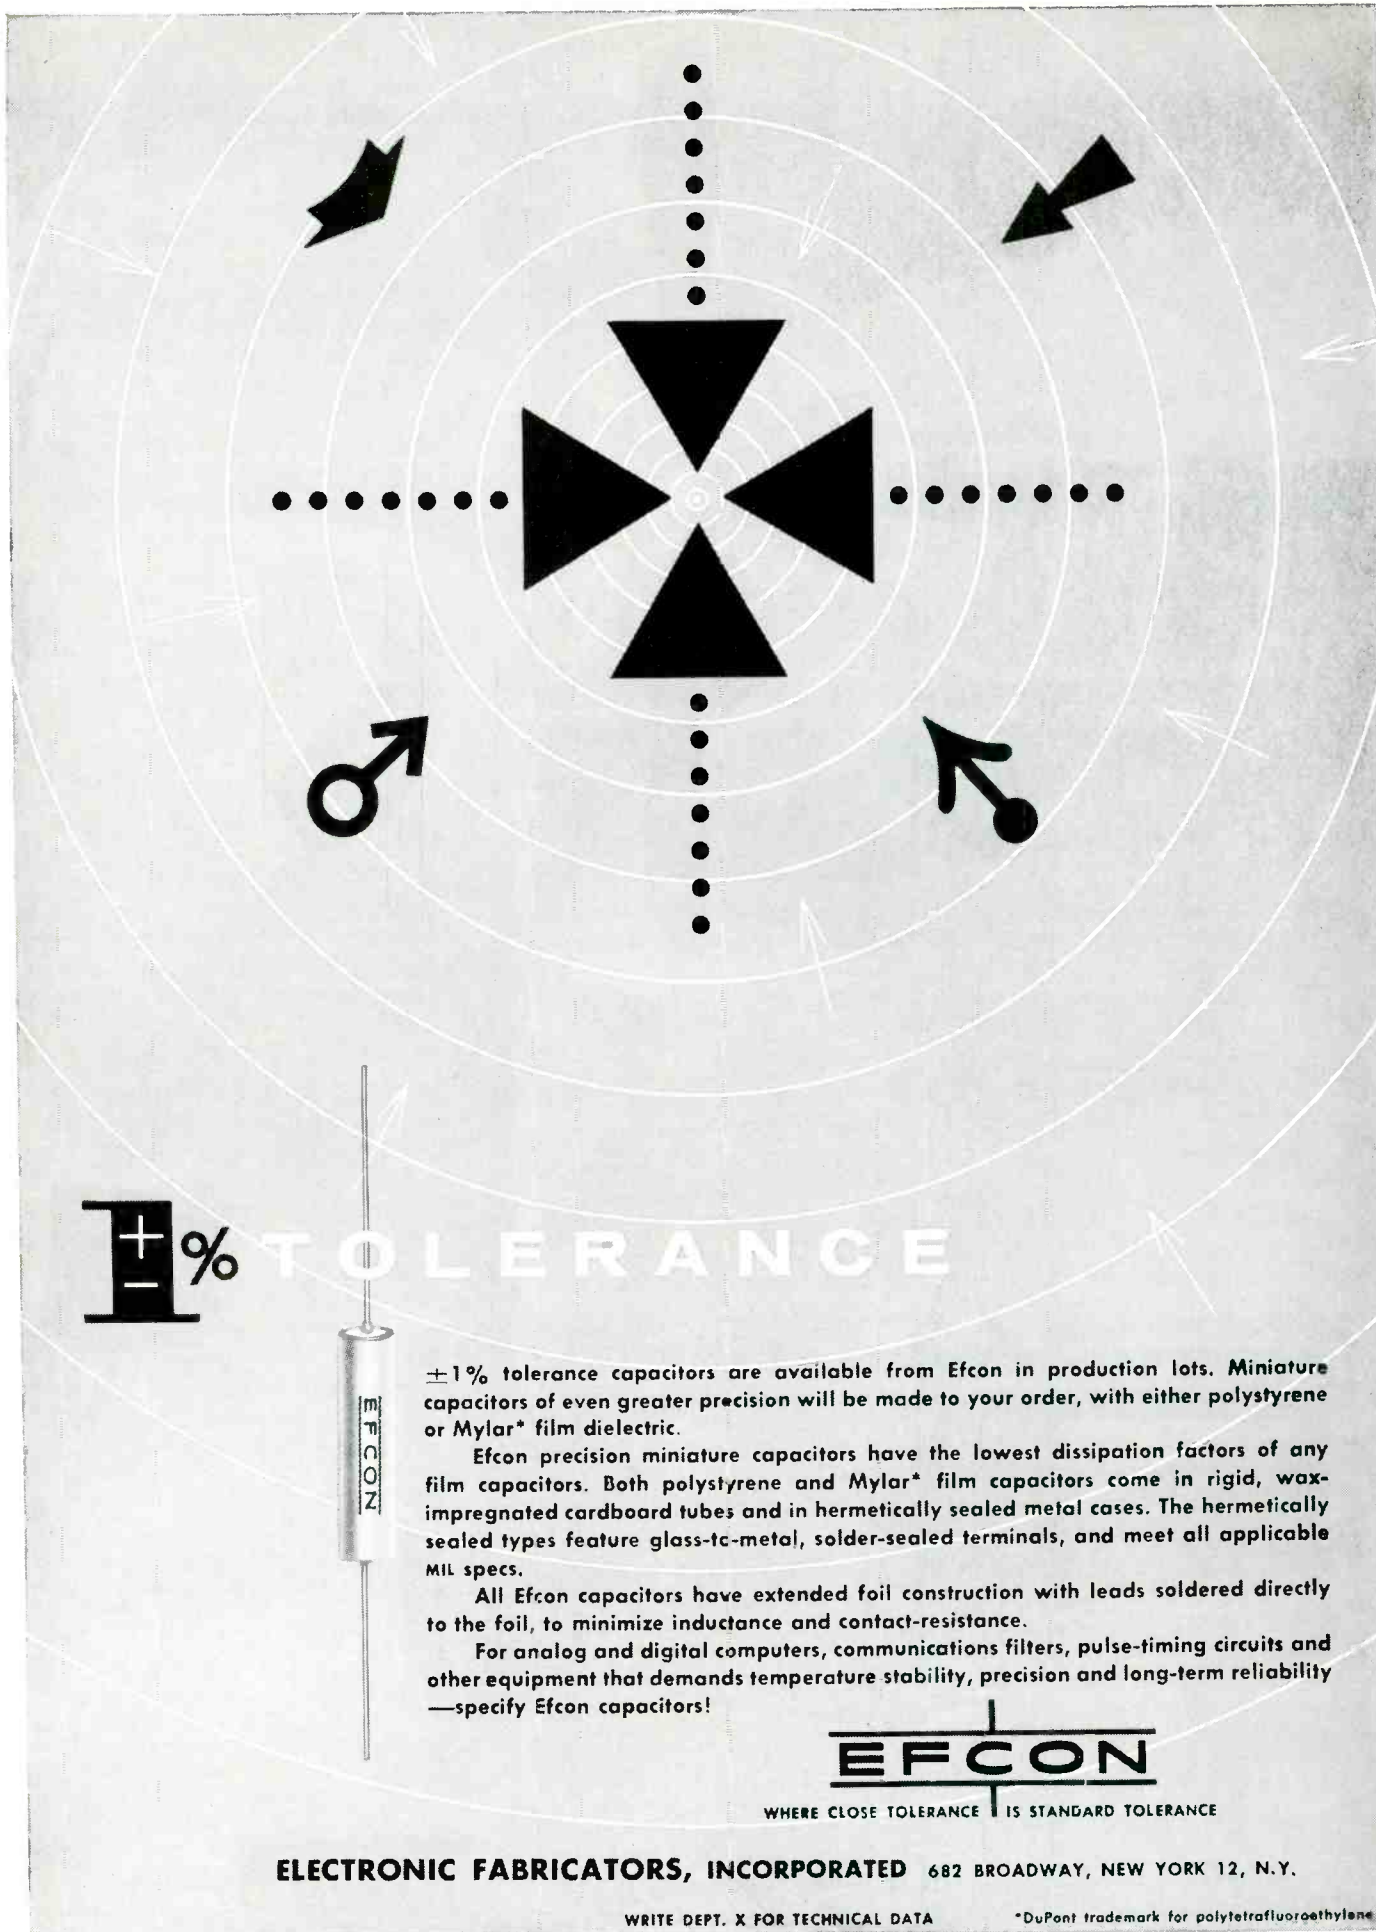 1 + - % TOLERANCE
EFCON
±1% tolerance capacitors are available from Efcon in production lots. Miniature
capacitors of even greater precision will be made to your order, with either polystyrene
or Mylar* film dielectric.
Efcon precision miniature capacitors have the lowest dissipation factors of any
film capacitors. Both polystyrene and Mylar* film capacitors come in rigid, wax-
impregnated cardboard tubes and in hermetically sealed metal cases. The hermetically
sealed types feature glass-tc-metal, solder-sealed terminals, and meet all applicable
MIL specs.
All Efcon capacitors have extended foil construction with leads soldered directly
to the foil, to minimize inductance and contact-resistance.
For analog and digital computers, communications filters, pulse-timing circuits and
other equipment that demands temperature stability, precision and long-term reliability
—specify Efcon capacitors!
EFCON
WHERE CLOSE TOLERANCE IS STANDARD TOLERANCE
ELECTRONIC FABRICATORS, INCORPORATED 682 BROADWAY, NEW YORK 12, N.Y.
WRITE DEPT. X FOR TECHNICAL DATA *DuPont trademark for polytetrafluoroethylene